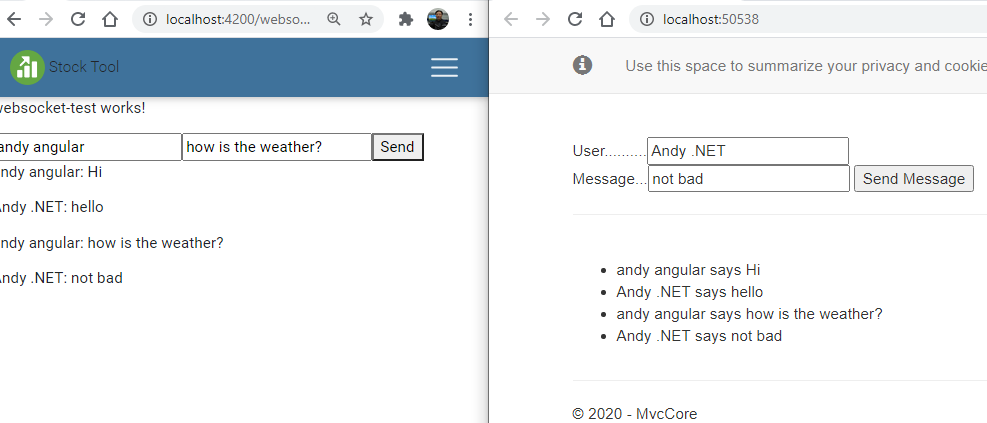 localhost:4200/webso...
Stock Tool
websocket-test works!
andy angular
how is the weather?
Send
andy angular: Hi
Andy .NET: hello
andy angular: how is the weather?
Andy .NET: not bad
localhost:50538
Use this space to summarize your privacy and cookie
User..........
Andy .NET
Message...
not bad
Send Message
andy angular says Hi
Andy .NET says hello
andy angular says how is the weather?
Andy .NET says not bad
© 2020 - MvcCore